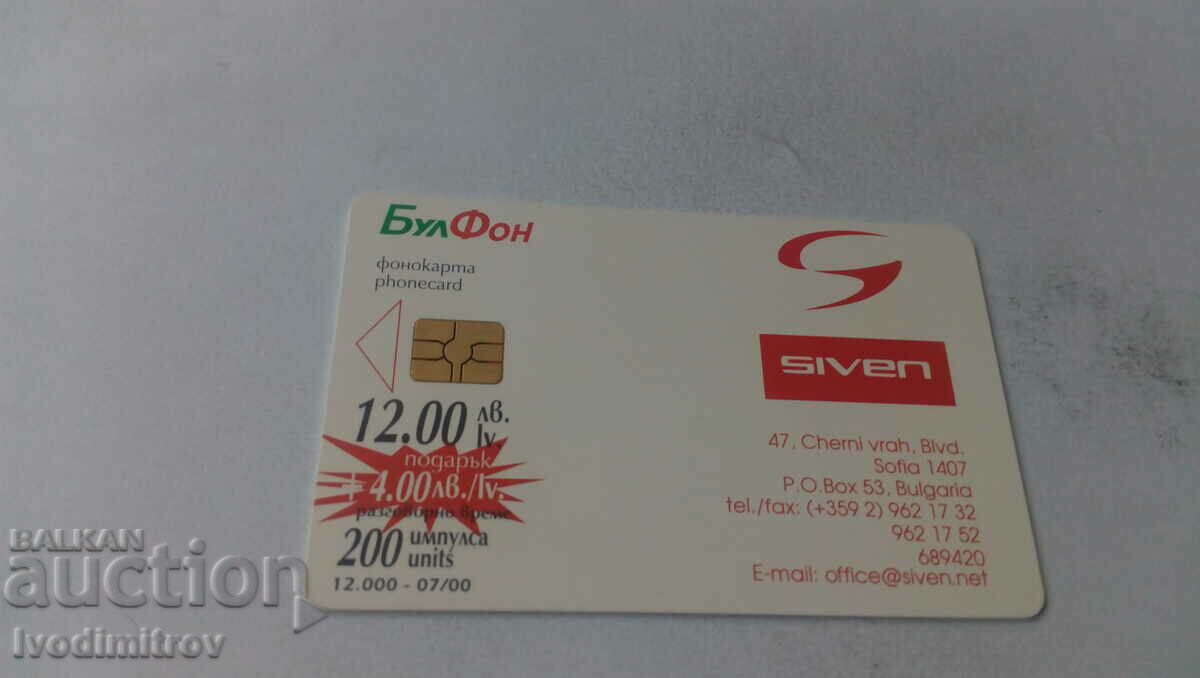 БулФон
фонокарта
phonecard
12.00 лв.
lv.
подарък
+ 4.00лв./lv.
разговорно време
200 импулса
units
12.000 - 07/00
siven
47, Cherni vrah, Blvd.
Sofia 1407
P.O.Box 53, Bulgaria
tel./fax: (+359 2) 962 17 32
962 17 52
689420
E-mail: office@siven.net
BALKAN
auction
Ivodimitrov